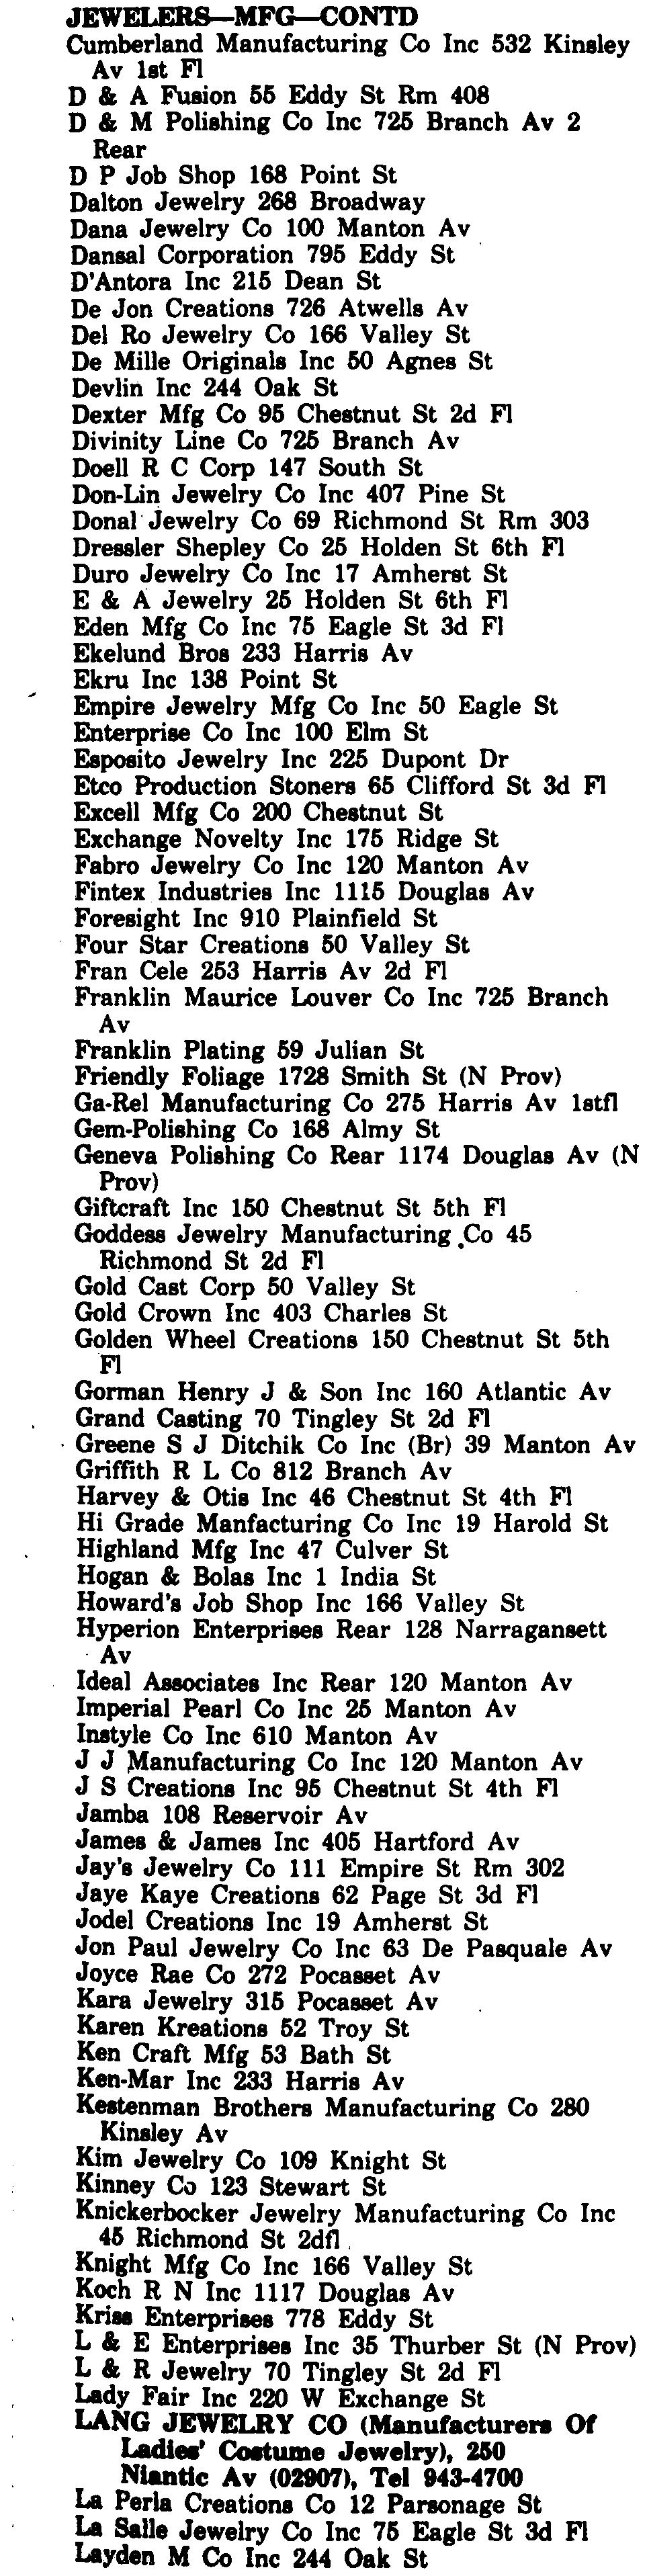 JEWELERS—MFG—CONTD
Cumberland Manufacturing Co Inc 532 Kinsley
Av 1st Fl
D & A Fusion 55 Eddy St Rm 408
D & M Polishing Co Inc 725 Branch Av 2
Rear
D P Job Shop 168 Point St
Dalton Jewelry 268 Broadway
Dana Jewelry Co 100 Manton Av
Dansal Corporation 795 Eddy St
D'Antora Inc 215 Dean St
De Jon Creations 726 Atwells Av
Del Ro Jewelry Co 166 Valley St
De Mille Originals Inc 50 Agnes St
Devlin Inc 244 Oak St
Dexter Mfg Co 95 Chestnut St 2d Fl
Divinity Line Co 725 Branch Av
Doell R C Corp 147 South St
Don-Lin Jewelry Co Inc 407 Pine St
Donal Jewelry Co 69 Richmond St Rm 303
Dressler Shepley Co 25 Holden St 6th Fl
Duro Jewelry Co Inc 17 Amherst St
E & A Jewelry 25 Holden St 6th Fl
Eden Mfg Co Inc 75 Eagle St 3d Fl
Ekelund Bros 233 Harris Av
Ekru Inc 138 Point St
Empire Jewelry Mfg Co Inc 50 Eagle St
Enterprise Co Inc 100 Elm St
Esposito Jewelry Inc 225 Dupont Dr
Etco Production Stoners 65 Clifford St 3d Fl
Excell Mfg Co 200 Chestnut St
Exchange Novelty Inc 175 Ridge St
Fabro Jewelry Co Inc 120 Manton Av
Fintex Industries Inc 1115 Douglas Av
Foresight Inc 910 Plainfield St
Four Star Creations 50 Valley St
Fran Cele 253 Harris Av 2d Fl
Franklin Maurice Louver Co Inc 725 Branch
Av
Franklin Plating 59 Julian St
Friendly Foliage 1728 Smith St (N Prov)
Ga-Rel Manufacturing Co 275 Harris Av 1stfl
Gem-Polishing Co 168 Almy St
Geneva Polishing Co Rear 1174 Douglas Av (N
Prov)
Giftcraft Inc 150 Chestnut St 5th Fl
Goddess Jewelry Manufacturing Co 45
Richmond St 2d Fl
Gold Cast Corp 50 Valley St
Gold Crown Inc 403 Charles St
Golden Wheel Creations 150 Chestnut St 5th
Fl
Gorman Henry J & Son Inc 160 Atlantic Av
Grand Casting 70 Tingley St 2d Fl
Greene S J Ditchik Co Inc (Br) 39 Manton Av
Griffith R L Co 812 Branch Av
Harvey & Otis Inc 46 Chestnut St 4th Fl
Hi Grade Manfacturing Co Inc 19 Harold St
Highland Mfg Inc 47 Culver St
Hogan & Bolas Inc 1 India St
Howard's Job Shop Inc 166 Valley St
Hyperion Enterprises Rear 128 Narragansett
Av
Ideal Associates Inc Rear 120 Manton Av
Imperial Pearl Co Inc 25 Manton Av
Instyle Co Inc 610 Manton Av
J J Manufacturing Co Inc 120 Manton Av
J S Creations Inc 95 Chestnut St 4th Fl
Jamba 108 Reservoir Av
James & James Inc 405 Hartford Av
Jay's Jewelry Co 111 Empire St Rm 302
Jaye Kaye Creations 62 Page St 3d Fl
Jodel Creations Inc 19 Amherst St
Jon Paul Jewelry Co Inc 63 De Pasquale Av
Joyce Rae Co 272 Pocasset Av
Kara Jewelry 315 Pocasset Av
Karen Kreations 52 Troy St
Ken Craft Mfg 53 Bath St
Ken-Mar Inc 233 Harris Av
Kestenman Brothers Manufacturing Co 280
Kinsley Av
Kim Jewelry Co 109 Knight St
Kinney Co 123 Stewart St
Knickerbocker Jewelry Manufacturing Co Inc
45 Richmond St 2dfl
Knight Mfg Co Inc 166 Valley St
Koch R N Inc 1117 Douglas Av
Kriss Enterprises 778 Eddy St
L & E Enterprises Inc 35 Thurber St (N Prov)
L & R Jewelry 70 Tingley St 2d Fl
Lady Fair Inc 220 W Exchange St
LANG JEWELRY CO (Manufacturers Of
Ladies' Costume Jewelry), 250
Niantic Av (02907), Tel 943-4700
La Perla Creations Co 12 Parsonage St
La Salle Jewelry Co Inc 75 Eagle St 3d Fl
Layden M Co Inc 244 Oak St